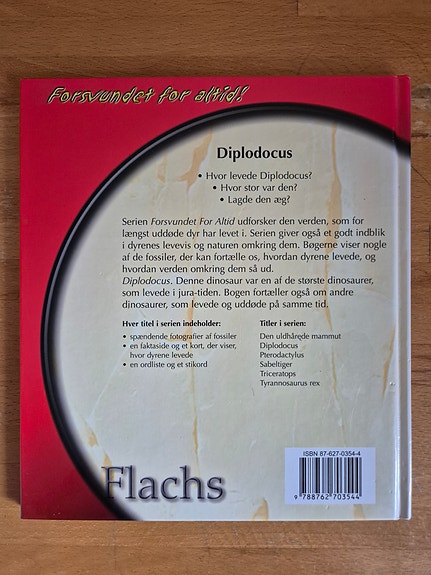 Forsvundet for altid!
Diplodocus
• Hvor levede Diplodocus?
• Hvor stor var den?
• Lagde den æg?
Serien Forsvundet For Altid udforsker den verden, som for
længst uddøde dyr har levet i. Serien giver også et godt indblik
i dyrenes levevis og naturen omkring dem. Bøgerne viser nogle
af de fossiler, der kan fortælle os, hvordan dyrene levede, og
hvordan verden omkring dem så ud.
Diplodocus. Denne dinosaur var en af de største dinosaurer,
som levede i jura-tiden. Bogen fortæller også om andre
dinosaurer, som levede og uddøde på samme tid.
Hver titel i serien indeholder:
• spændende fotografier af fossiler
• en faktaside og et kort, der viser,
hvor dyrene levede
• en ordliste og et stikord
Titler i serien:
Den uldhårede mammut
Diplodocus
Pterodactylus
Sabeltiger
Triceratops
Tyrannosaurus rex
ISBN 87-627-0354-4
9 788762 703544
Flachs